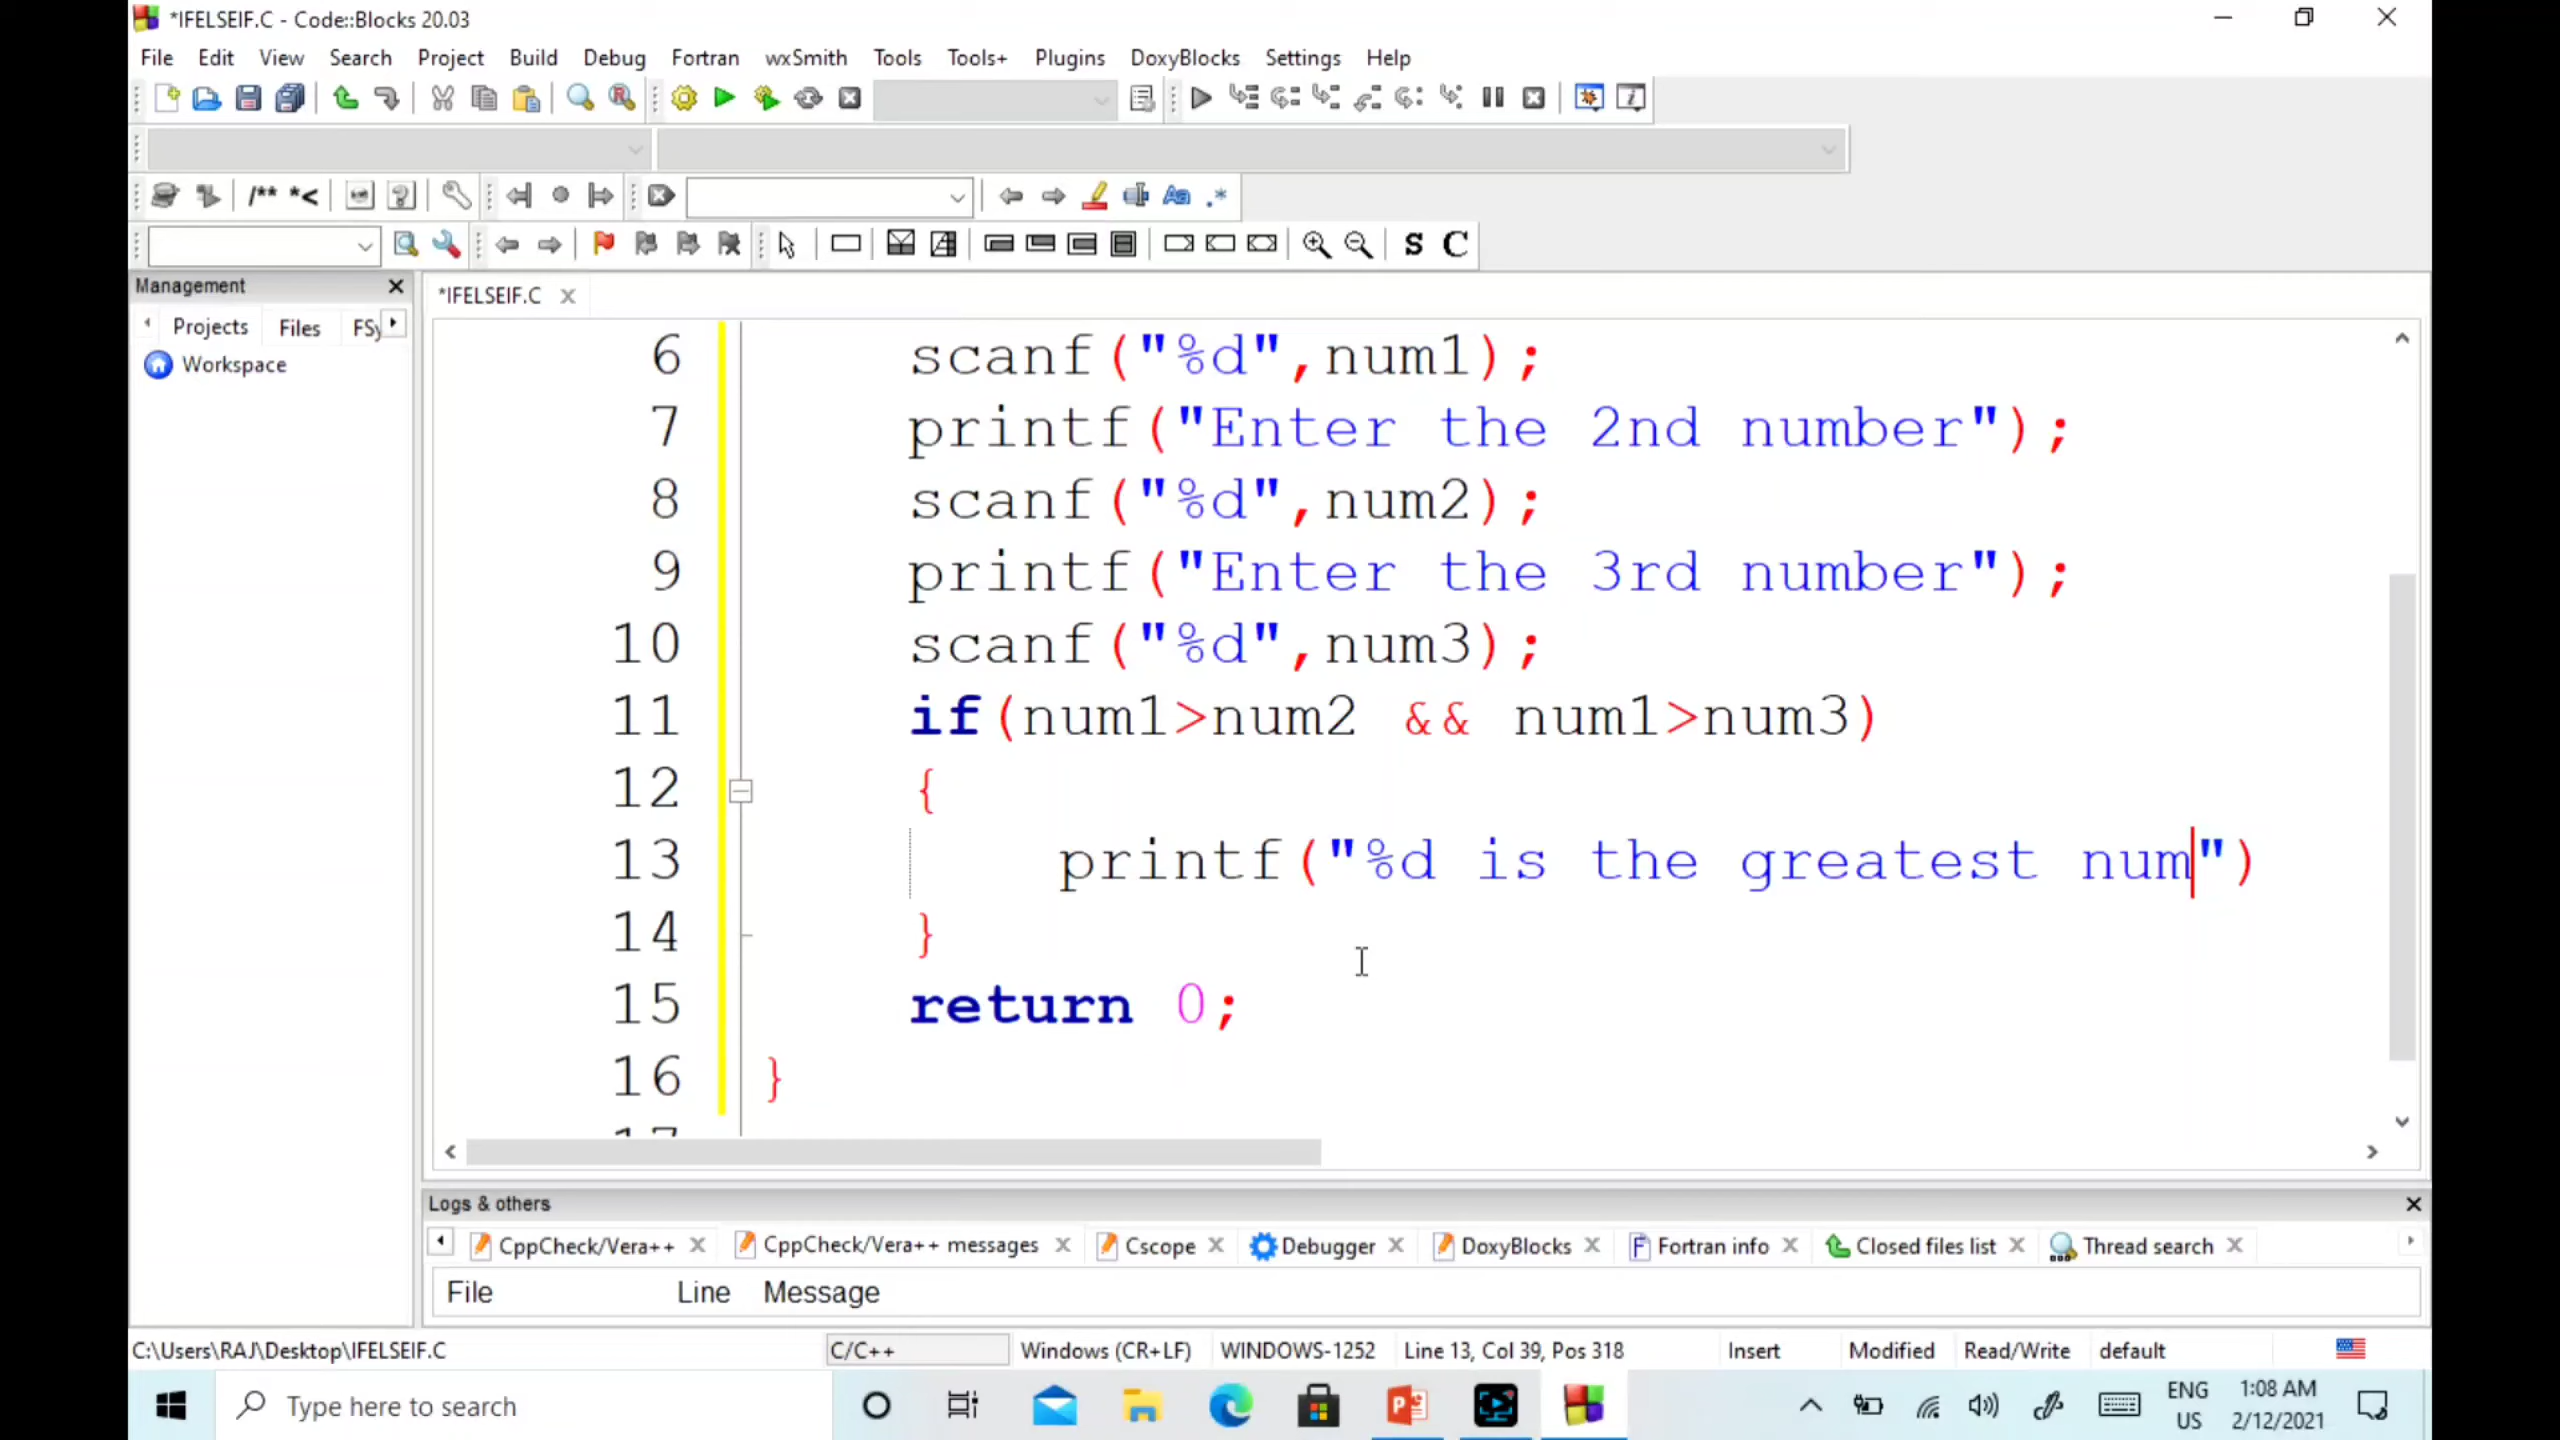 *IFELSEIF.C - Code::Blocks 20.03
File Edit View Search Project Build Debug Fortran wxSmith Tools Tools+ Plugins DoxyBlocks Settings Help
/** *<
Aa .*
S C
Management
*IFELSEIF.C
Projects Files FSy
Workspace
6 scanf("%d",num1);
7 printf("Enter the 2nd number");
8 scanf("%d",num2);
9 printf("Enter the 3rd number");
10 scanf("%d",num3);
11 if(num1>num2 && num1>num3)
12 {
13 printf("%d is the greatest num")
14 }
15 return 0;
16 }
17
Logs & others
CppCheck/Vera++ CppCheck/Vera++ messages Cscope Debugger DoxyBlocks Fortran info Closed files list Thread search
File Line Message
C:\Users\RAJ\Desktop\IFELSEIF.C C/C++ Windows (CR+LF) WINDOWS-1252 Line 13, Col 39, Pos 318 Insert Modified Read/Write default
Type here to search
ENG
US
1:08 AM
2/12/2021